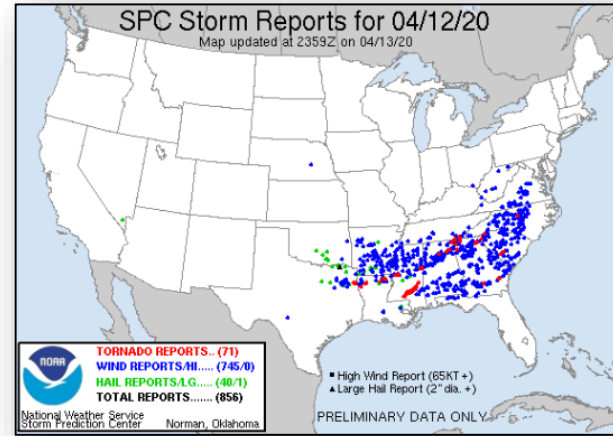 SPC Storm Reports for 04/12/20
Map updated at 2359Z on 04/13/20
NOAA
TORNADO REPORTS.. (71)
WIND REPORTS/HI..... (745/0)
HAIL REPORTS/LG..... (40/1)
TOTAL REPORTS....... (856)
National Weather Service
Storm Prediction Center Norman, Oklahoma
High Wind Report (65KT +)
Large Hail Report (2" dia. +)
PRELIMINARY DATA ONLY